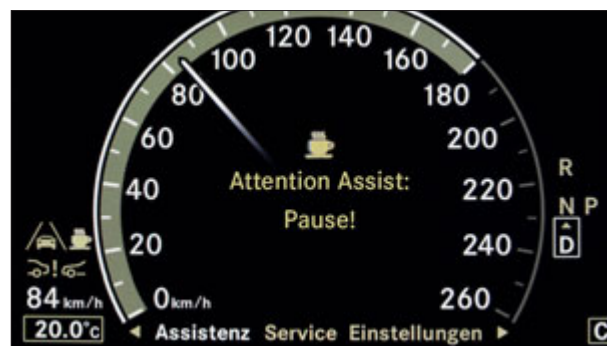 120 140
100 160
80 180
60 200
40 220
20 240
0 km/h 260
Attention Assist:
Pause!
R
N P
D
84 km/h
20.0°c
Assistenz Service Einstellungen
C